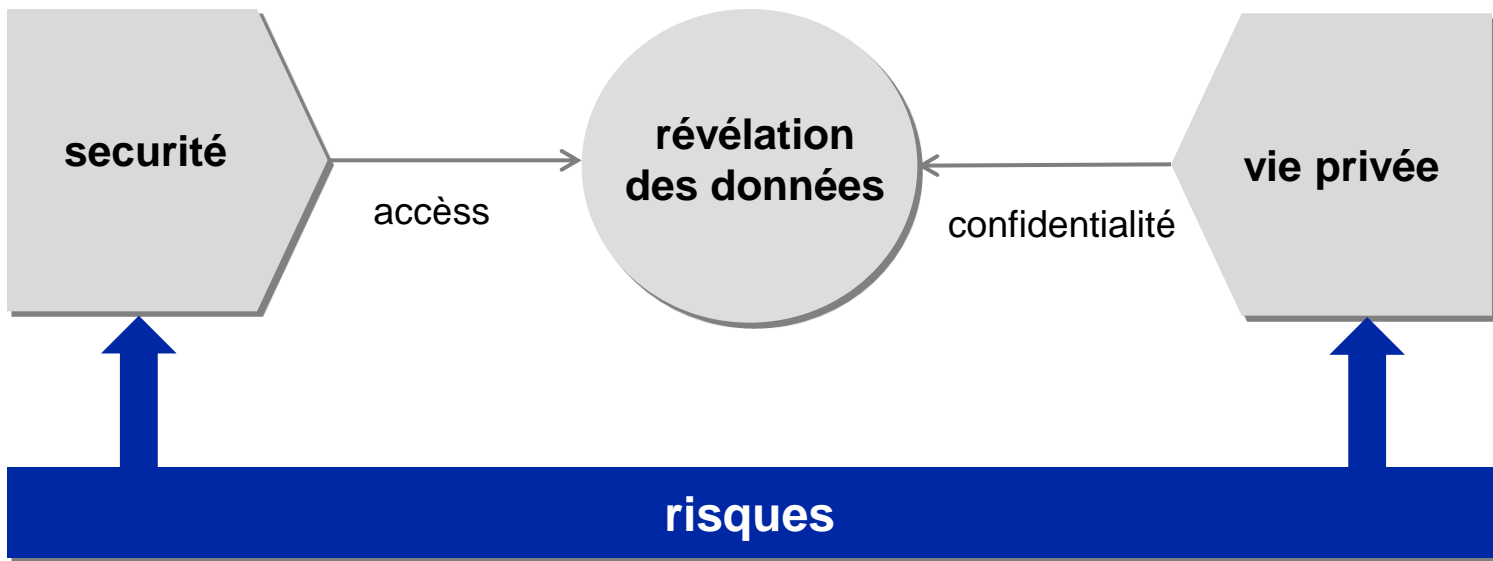 securité
révélation
des données
vie privée
accèss
confidentialité
risques